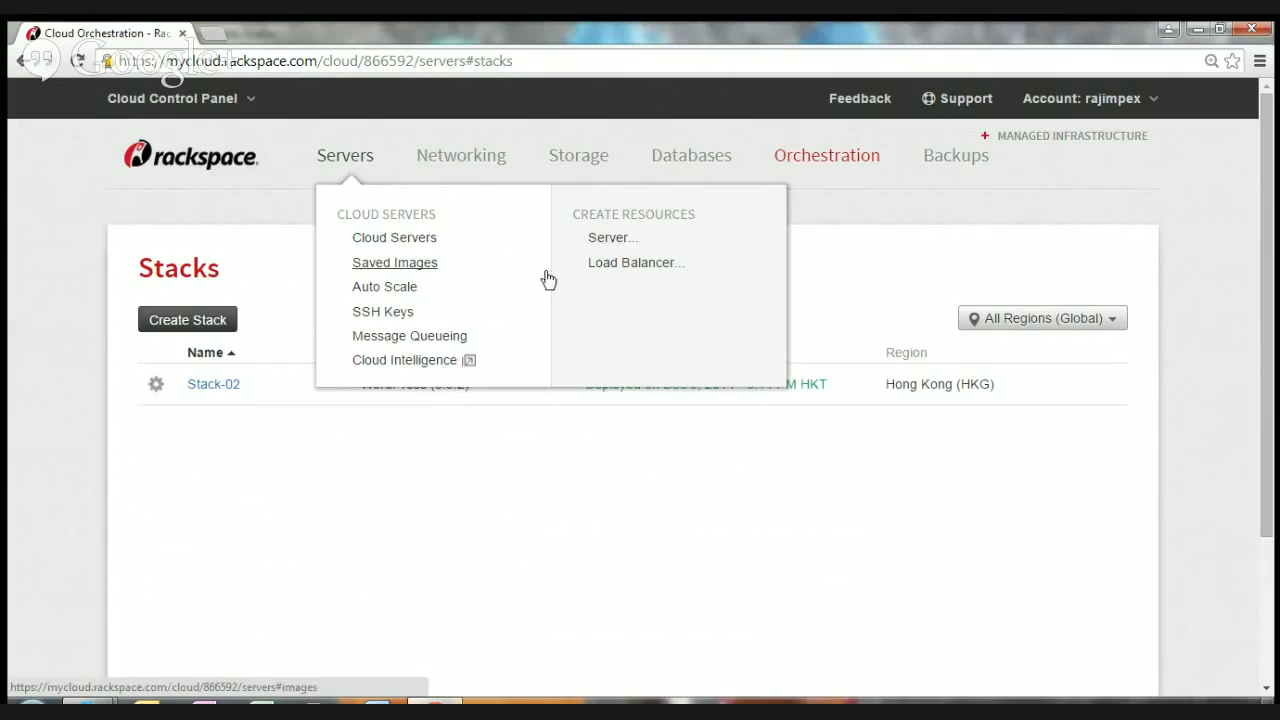 Cloud Orchestration - Rac
Google+
https://mycloud.rackspace.com/cloud/866592/servers#stacks
Cloud Control Panel
Feedback
Support
Account: rajimpex
+ MANAGED INFRASTRUCTURE
rackspace.
Servers
Networking
Storage
Databases
Orchestration
Backups
CLOUD SERVERS
Cloud Servers
Saved Images
Auto Scale
SSH Keys
Message Queueing
Cloud Intelligence
CREATE RESOURCES
Server...
Load Balancer...
Stacks
Create Stack
All Regions (Global)
Name
Region
Stack-02
M HKT
Hong Kong (HKG)
https://mycloud.rackspace.com/cloud/866592/servers#images